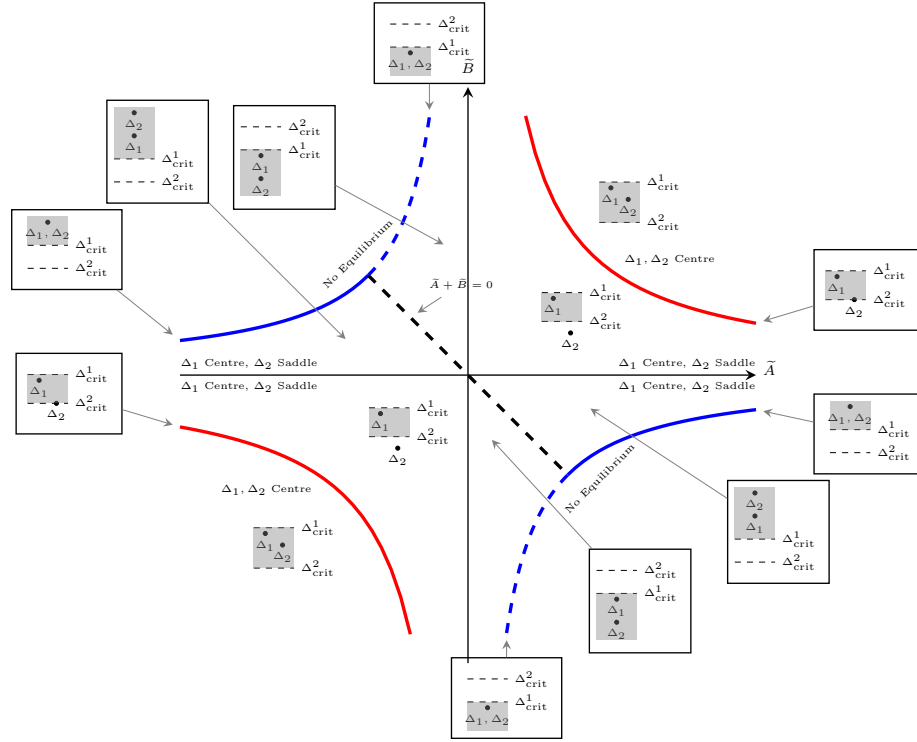 Δ²crit
Δ¹crit
Δ₁, Δ₂
B̃
Δ₂
Δ₁
Δ¹crit
Δ²crit
Δ²crit
Δ¹crit
Δ₁
Δ₂
Δ₁, Δ₂
Δ¹crit
Δ²crit
No Equilibrium
Ã + B̃ = 0
Δ¹crit
Δ₁
Δ₂
Δ²crit
Δ₁, Δ₂ Centre
Δ¹crit
Δ₁
Δ²crit
Δ₂
Δ¹crit
Δ₁
Δ²crit
Δ₂
Δ₁ Centre, Δ₂ Saddle
Δ₁ Centre, Δ₂ Saddle
Ã
Δ₁ Centre, Δ₂ Saddle
Δ₁ Centre, Δ₂ Saddle
Δ¹crit
Δ₁
Δ²crit
Δ₂
Δ¹crit
Δ₁
Δ²crit
Δ₂
Δ₁, Δ₂
Δ¹crit
Δ²crit
No Equilibrium
Δ₁, Δ₂ Centre
Δ¹crit
Δ₁
Δ₂
Δ²crit
Δ₂
Δ₁
Δ¹crit
Δ²crit
Δ²crit
Δ¹crit
Δ₁
Δ₂
Δ²crit
Δ¹crit
Δ₁, Δ₂